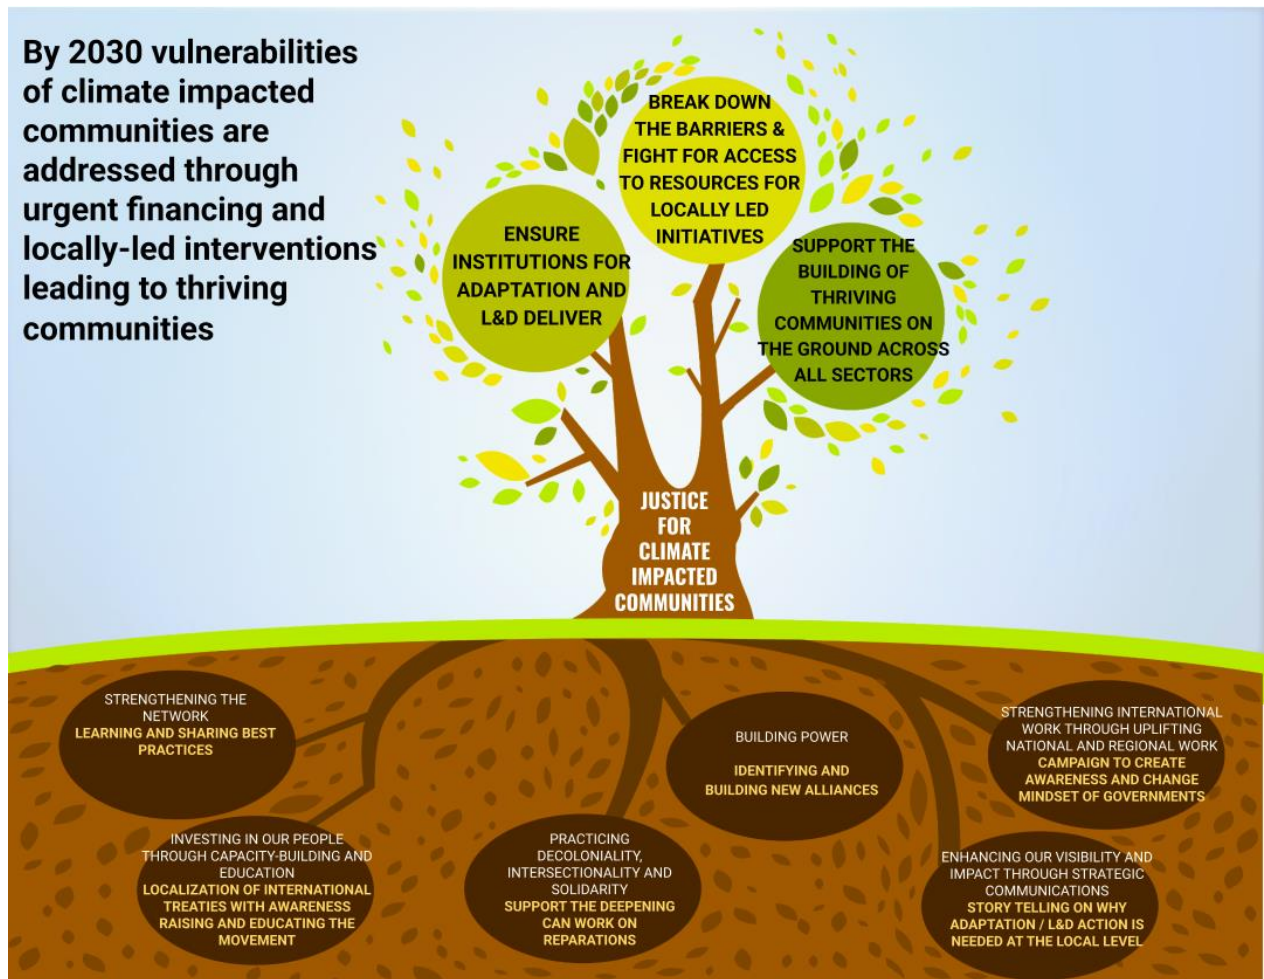 By 2030 vulnerabilities
of climate impacted
communities are
addressed through
urgent financing and
locally-led interventions
leading to thriving
communities
BREAK DOWN
THE BARRIERS &
FIGHT FOR ACCESS
TO RESOURCES FOR
LOCALLY LED
INITIATIVES
ENSURE
INSTITUTIONS FOR
ADAPTATION AND
L&D DELIVER
SUPPORT THE
BUILDING OF
THRIVING
COMMUNITIES ON
THE GROUND ACROSS
ALL SECTORS
JUSTICE
FOR
CLIMATE
IMPACTED
COMMUNITIES
STRENGTHENING THE
NETWORK
LEARNING AND SHARING BEST
PRACTICES
BUILDING POWER
IDENTIFYING AND
BUILDING NEW ALLIANCES
STRENGTHENING INTERNATIONAL
WORK THROUGH UPLIFTING
NATIONAL AND REGIONAL WORK
CAMPAIGN TO CREATE
AWARENESS AND CHANGE
MINDSET OF GOVERNMENTS
INVESTING IN OUR PEOPLE
THROUGH CAPACITY-BUILDING AND
EDUCATION
LOCALIZATION OF INTERNATIONAL
TREATIES WITH AWARENESS
RAISING AND EDUCATING THE
MOVEMENT
PRACTICING
DECOLONIALITY,
INTERSECTIONALITY AND
SOLIDARITY
SUPPORT THE DEEPENING
CAN WORK ON
REPARATIONS
ENHANCING OUR VISIBILITY AND
IMPACT THROUGH STRATEGIC
COMMUNICATIONS
STORY TELLING ON WHY
ADAPTATION / L&D ACTION IS
NEEDED AT THE LOCAL LEVEL